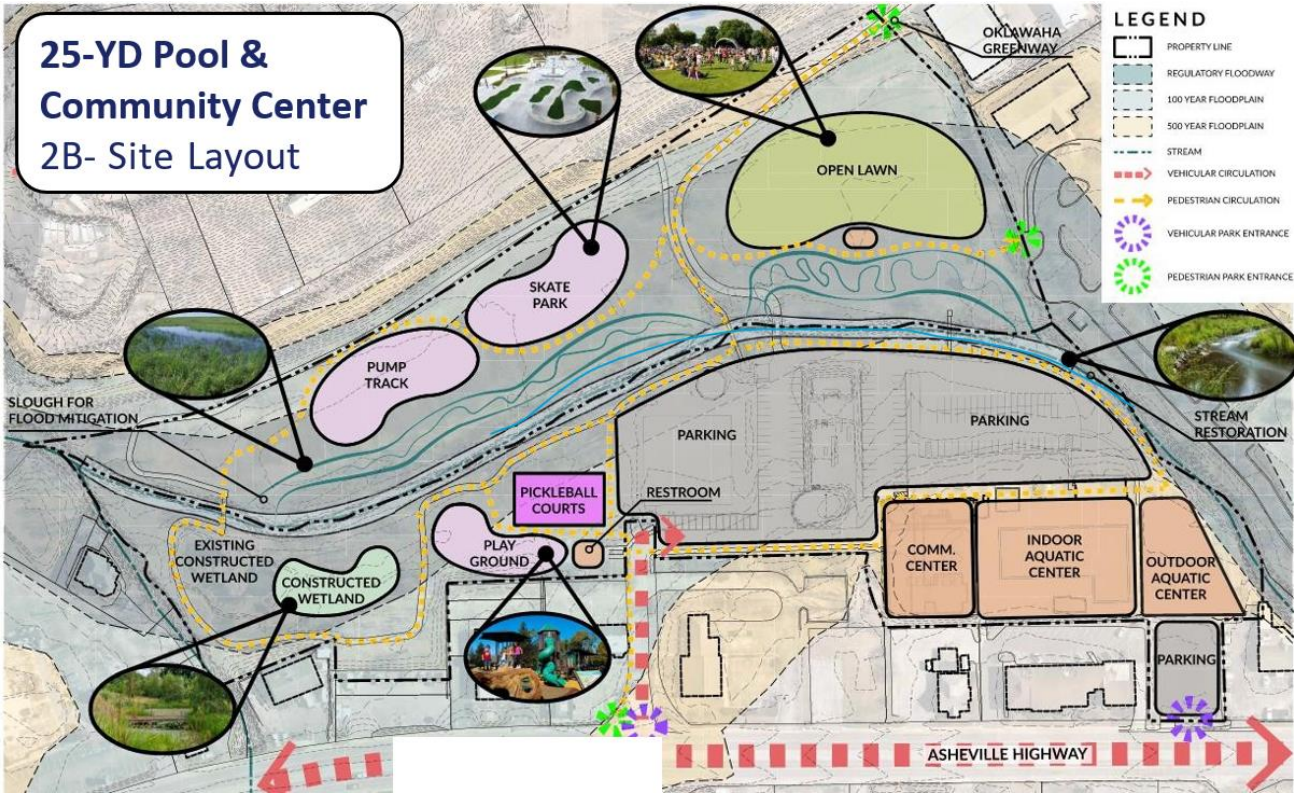 25-YD Pool &
Community Center
2B- Site Layout
OKLAWAHA
GREENWAY
LEGEND
PROPERTY LINE
REGULATORY FLOODWAY
100 YEAR FLOODPLAIN
500 YEAR FLOODPLAIN
STREAM
VEHICULAR CIRCULATION
PEDESTRIAN CIRCULATION
VEHICULAR PARK ENTRANCE
PEDESTRIAN PARK ENTRANCE
OPEN LAWN
SKATE
PARK
PUMP
TRACK
SLOUGH FOR
FLOOD MITIGATION
STREAM
RESTORATION
PARKING
PARKING
PICKLEBALL
COURTS
RESTROOM
EXISTING
CONSTRUCTED
WETLAND
CONSTRUCTED
WETLAND
PLAY
GROUND
COMM.
CENTER
INDOOR
AQUATIC
CENTER
OUTDOOR
AQUATIC
CENTER
PARKING
ASHEVILLE HIGHWAY